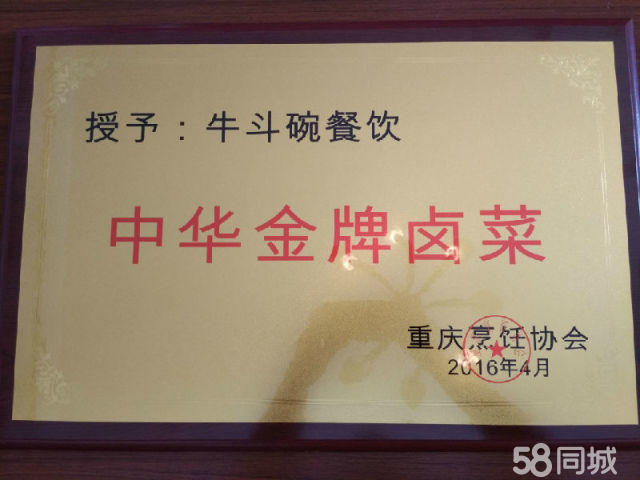 授予：牛斗碗餐饮
中华金牌卤菜
重庆烹饪协会
2016年4月
58同城